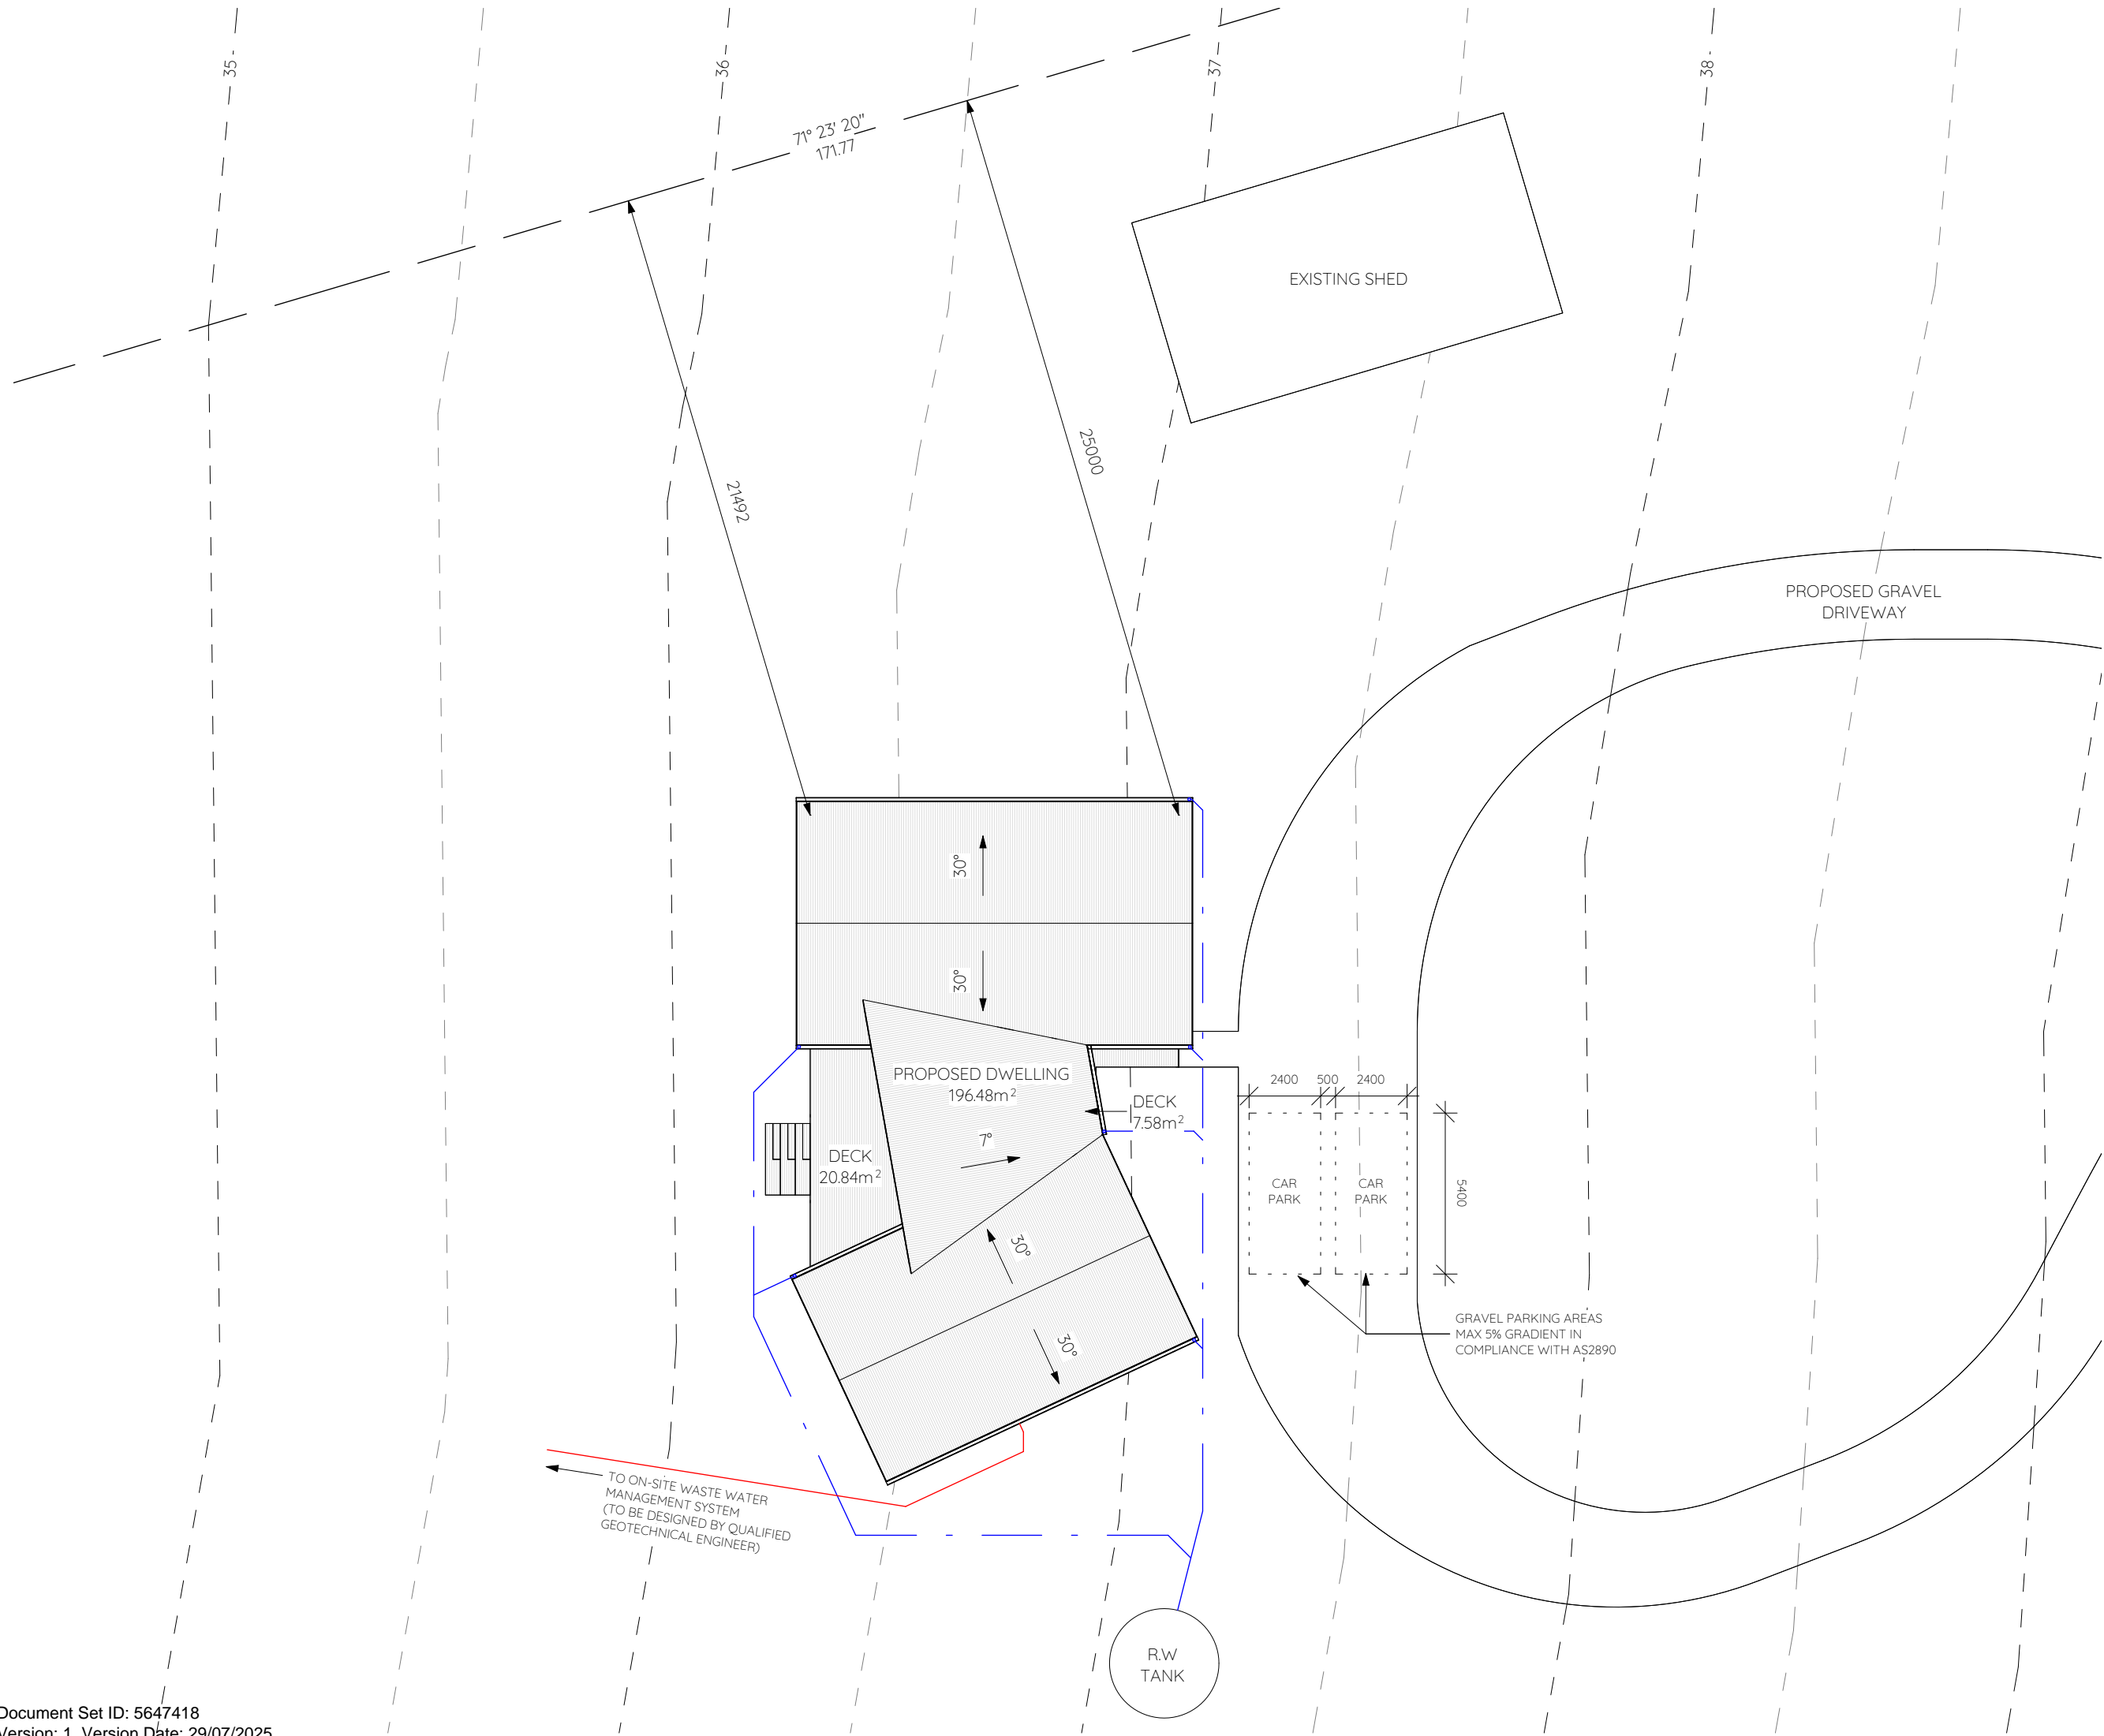 35
36
37
38
71° 23' 20"
171.77
EXISTING SHED
25000
21492
PROPOSED GRAVEL
DRIVEWAY
30°
30°
PROPOSED DWELLING
196.48m²
DECK
7.58m²
7°
DECK
20.84m²
2400 500 2400
CAR
PARK
CAR
PARK
5400
30°
30°
GRAVEL PARKING AREAS
MAX 5% GRADIENT IN
COMPLIANCE WITH AS2890
TO ON-SITE WASTE WATER
MANAGEMENT SYSTEM
(TO BE DESIGNED BY QUALIFIED
GEOTECHNICAL ENGINEER)
R.W
TANK
Document Set ID: 5647418
Version: 1, Version Date: 29/07/2025